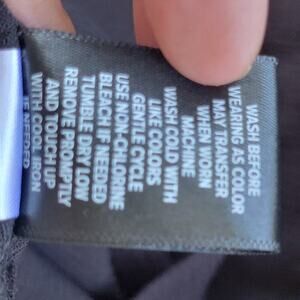 WASH BEFORE
WEARING AS COLOR
MAY TRANSFER
WHEN WORN
MACHINE
WASH COLD WITH
LIKE COLORS
GENTLE CYCLE
USE NON-CHLORINE
BLEACH IF NEEDED
TUMBLE DRY LOW
REMOVE PROMPTLY
AND TOUCH UP
WITH COOL IRON
IF NEEDED